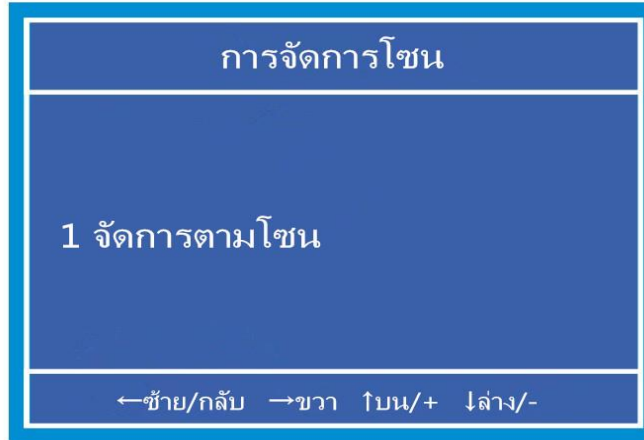 การจัดการโซน
1 จัดการตามโซน
←ซ้าย/กลับ →ขวา ↑บน/+ ↓ล่าง/-